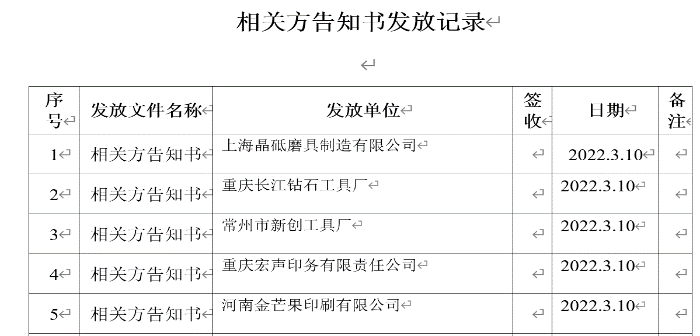 相关方告知书发放记录
序号 发放文件名称 发放单位 签收 日期 备注
1 相关方告知书 上海晶砥磨具制造有限公司 2022.3.10
2 相关方告知书 重庆长江钻石工具厂 2022.3.10
3 相关方告知书 常州市新创工具厂 2022.3.10
4 相关方告知书 重庆宏声印务有限责任公司 2022.3.10
5 相关方告知书 河南金芒果印刷有限公司 2022.3.10